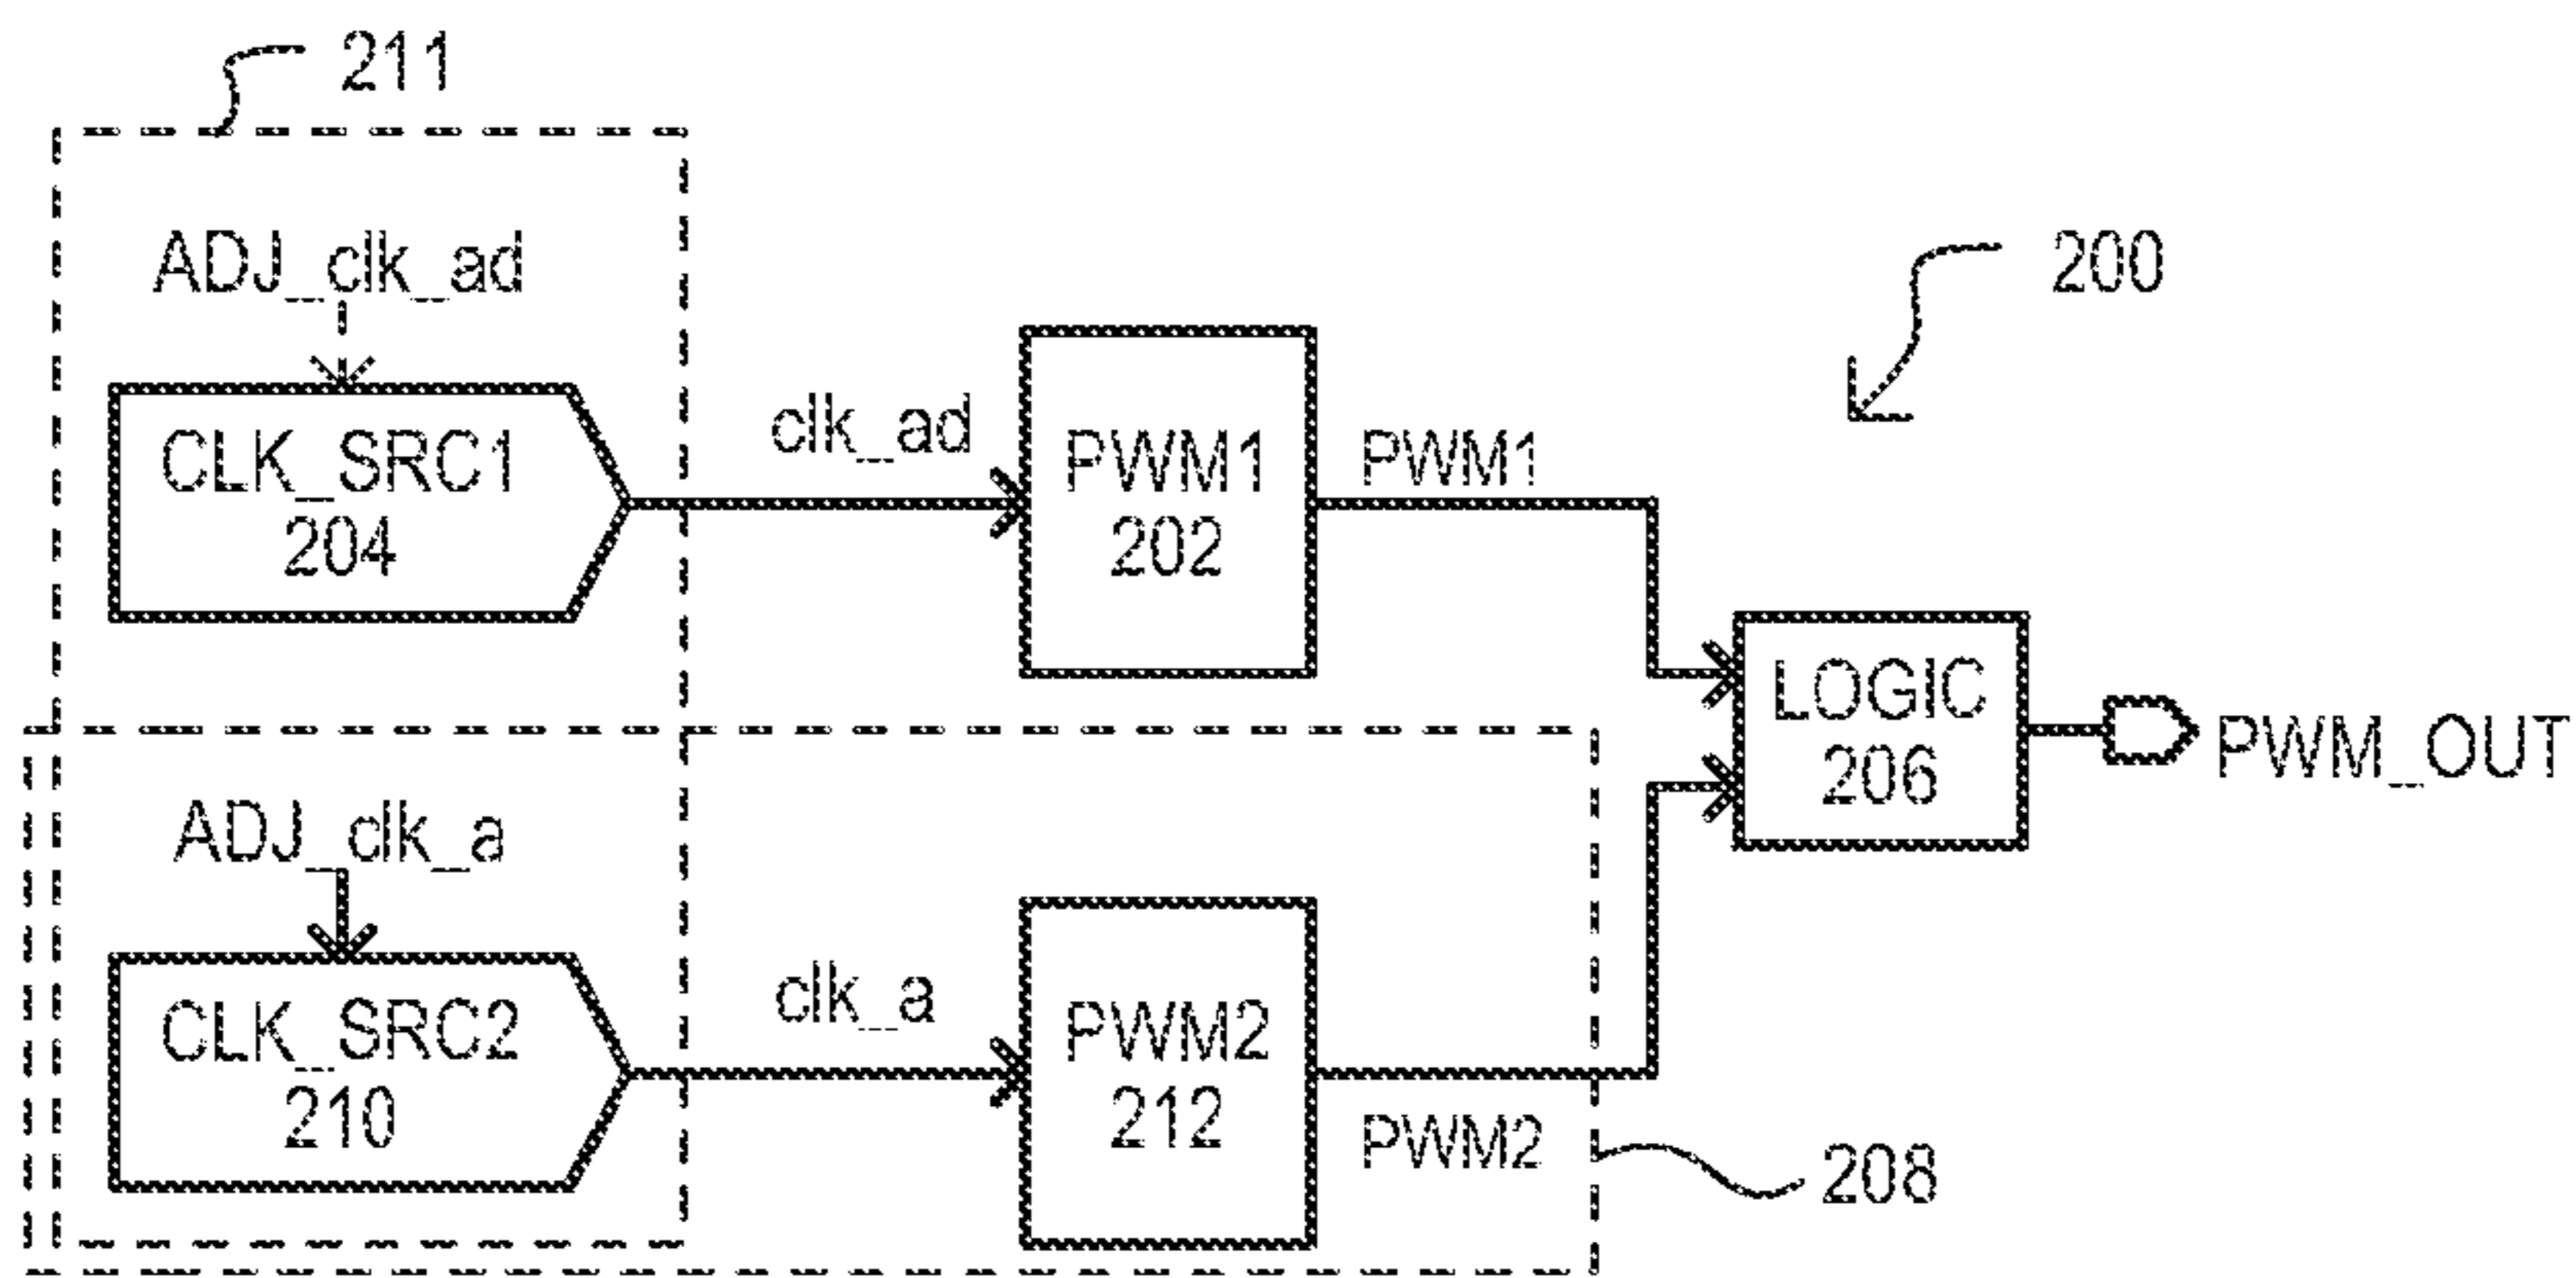 211
ADJ_clk_ad
200
CLK_SRC1
204
clk_ad
PWM1
202
PWM1
LOGIC
206
PWM_OUT
ADJ_clk_a
CLK_SRC2
210
clk_a
PWM2
212
PWM2
208